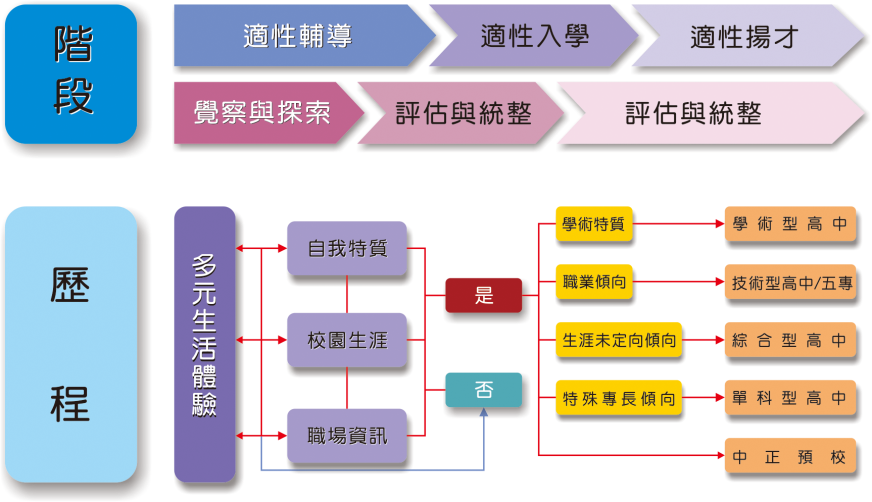 階段
適性輔導
適性入學
適性揚才
覺察與探索
評估與統整
評估與統整
歷程
多元生活體驗
自我特質
校園生涯
職場資訊
是
否
學術特質
學術型高中
職業傾向
技術型高中/五專
生涯未定向傾向
綜合型高中
特殊專長傾向
單科型高中
中正預校